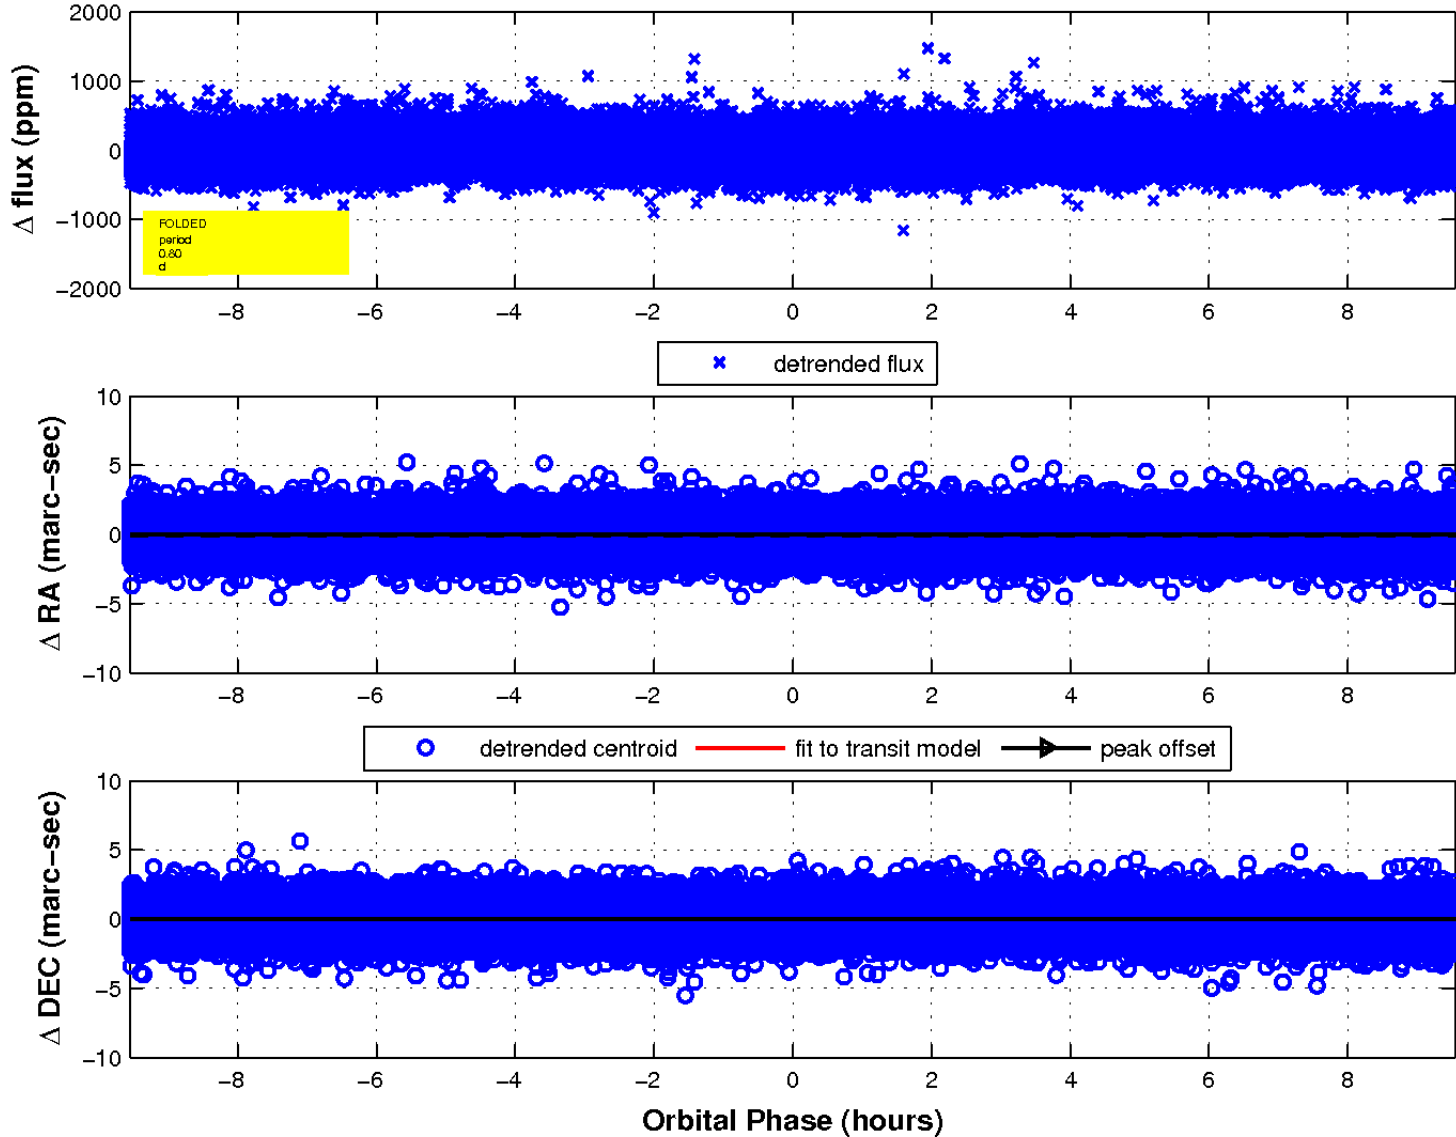 2000
1000
0
−1000
−2000
Δ flux (ppm)
FOLDED
period
0.80
d
−8 −6 −4 −2 0 2 4 6 8
detrended flux
10
5
0
−5
−10
Δ RA (marc−sec)
−8 −6 −4 −2 0 2 4 6 8
detrended centroid fit to transit model peak offset
10
5
0
−5
−10
Δ DEC (marc−sec)
−8 −6 −4 −2 0 2 4 6 8
Orbital Phase (hours)